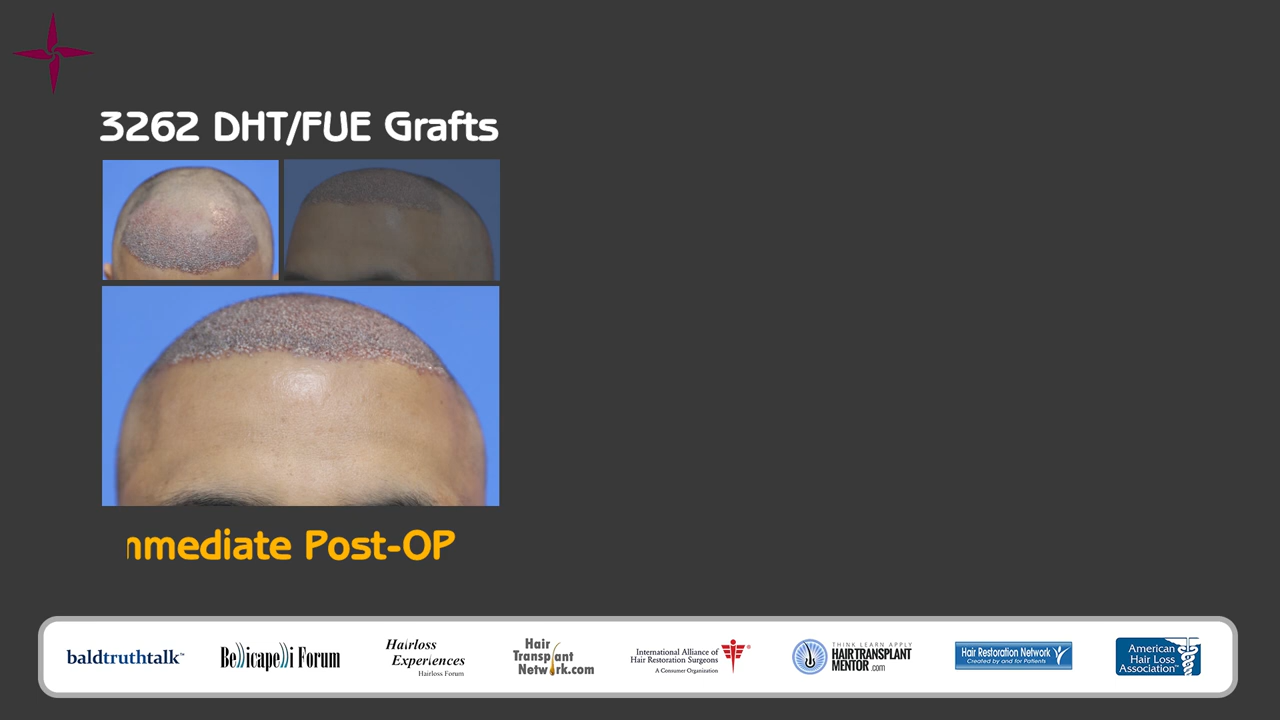 3262 DHT/FUE Grafts
nmediate Post-OP
baldtruthtalk™
Be))icape))i Forum
Hairloss
Experiences
Hairloss Forum
Hair
Transplant
Network.com
International Alliance of
Hair Restoration Surgeons
A Consumer Organization
®
THINK LEARN APPLY
HAIRTRANSPLANT
MENTOR.com
Hair Restoration Network
Created by and for Patients
American
Hair Loss
Association™